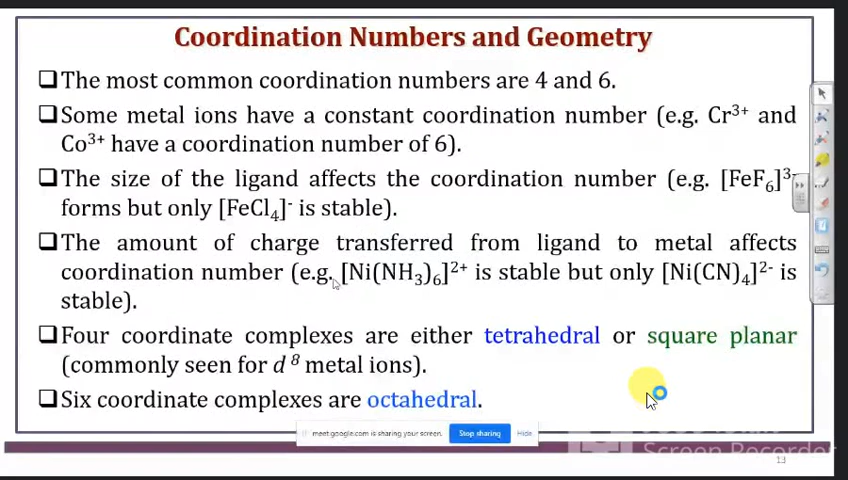 Coordination Numbers and Geometry
❑The most common coordination numbers are 4 and 6.
❑Some metal ions have a constant coordination number (e.g. Cr³⁺ and
Co³⁺ have a coordination number of 6).
❑The size of the ligand affects the coordination number (e.g. [FeF₆]³⁻
forms but only [FeCl₄]⁻ is stable).
❑The amount of charge transferred from ligand to metal affects
coordination number (e.g. [Ni(NH₃)₆]²⁺ is stable but only [Ni(CN)₄]²⁻ is
stable).
❑Four coordinate complexes are either tetrahedral or square planar
(commonly seen for d⁸ metal ions).
❑Six coordinate complexes are octahedral.
meet.google.com is sharing your screen. Stop sharing Hide
Screen Recorder
13